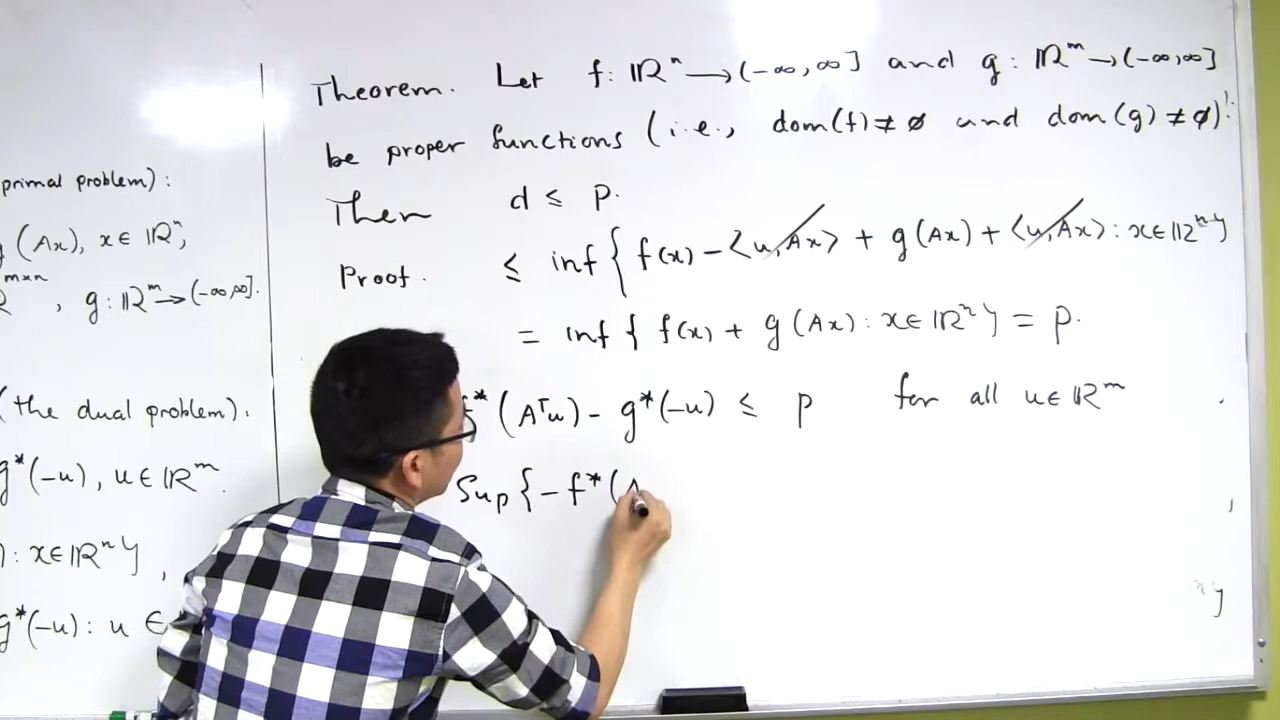 primal problem):
(Ax), x ∈ ℝⁿ,
m×n , g: ℝᵐ → (-∞,∞].
(the dual problem).
g*(-u), u ∈ ℝᵐ.
): x ∈ ℝⁿ},
g*(-u): u ∈
Theorem. Let f: ℝⁿ → (-∞, ∞] and g: ℝᵐ → (-∞,∞]
be proper functions (i.e., dom(f) ≠ ∅ and dom(g) ≠ ∅)!
Then d ≤ p.
Proof. ≤ inf { f(x) - <u, Ax> + g(Ax) + <u, Ax> : x ∈ ℝⁿ}
= inf { f(x) + g(Ax) : x ∈ ℝⁿ} = p.
f*(Aᵀu) - g*(-u) ≤ p for all u ∈ ℝᵐ
Sup { - f*(A